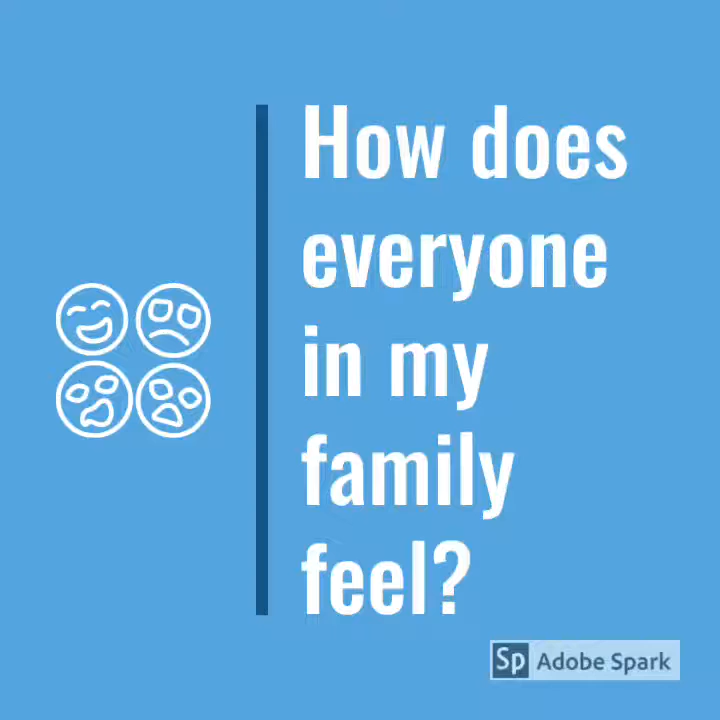 How does
everyone
in my
family
feel?
Sp Adobe Spark